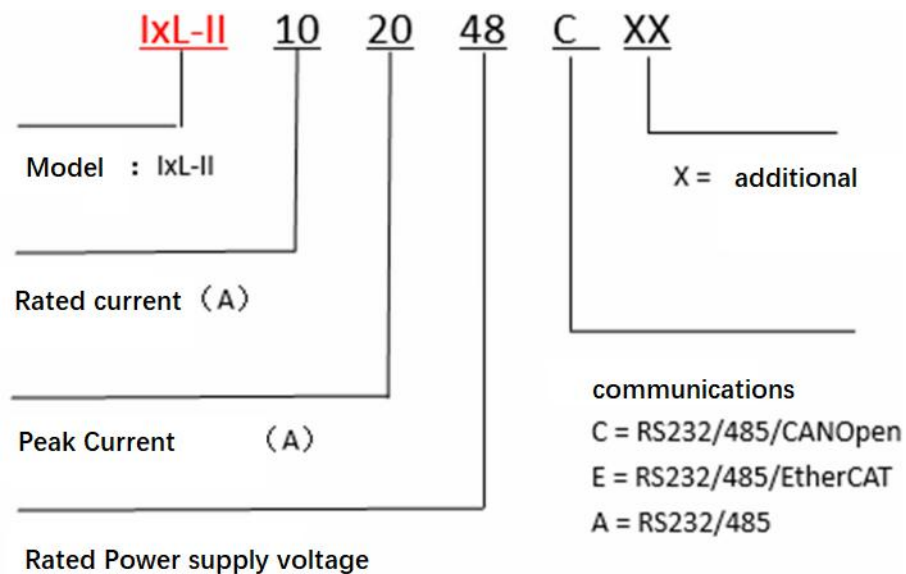 IxL-II 10 20 48 C XX
Model : IxL-II
X = additional
Rated current （A）
communications
Peak Current （A）
C = RS232/485/CANOpen
E = RS232/485/EtherCAT
A = RS232/485
Rated Power supply voltage